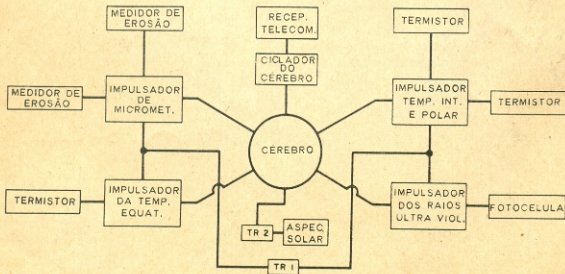 MEDIDOR
DE EROSÃO
RECEP.
TELECOM.
TERMISTOR
CICLADOR
DO
CÉREBRO
MEDIDOR DE
EROSÃO
IMPULSADOR
DE
MICROMET.
IMPULSADOR
TEMP. INT.
E POLAR
TERMISTOR
CÉREBRO
TERMISTOR
IMPULSADOR
DA TEMP.
EQUAT.
IMPULSADOR
DOS RAIOS
ULTRA VIOL.
FOTOCELULA
TR 2
ASPEC.
SOLAR
TR 1